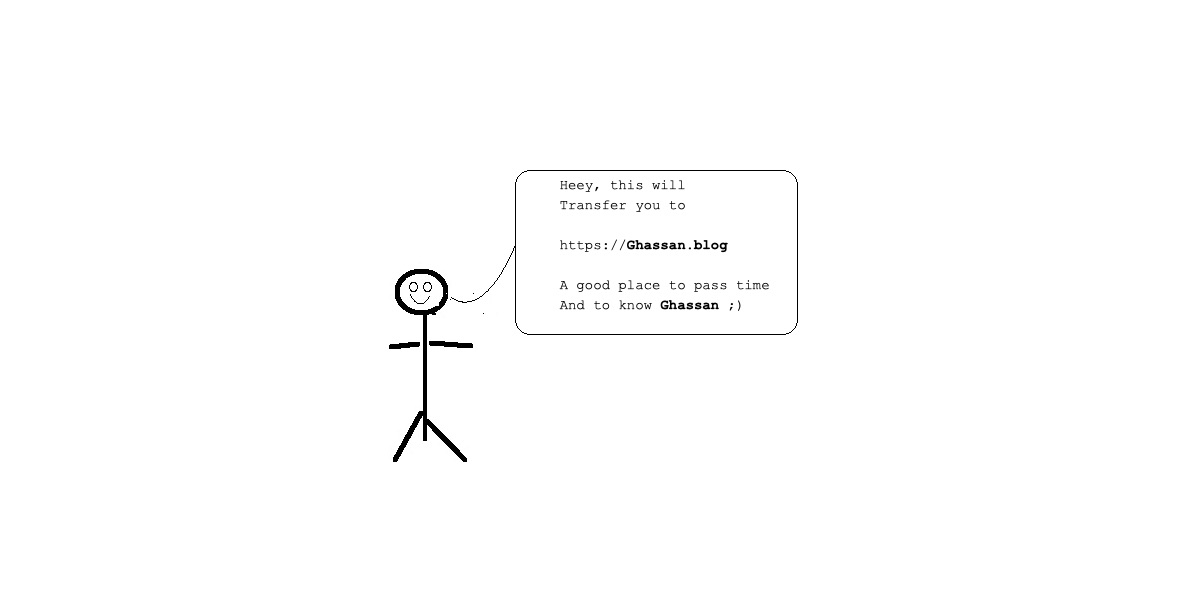 Heey, this will
Transfer you to
https://Ghassan.blog
A good place to pass time
And to know Ghassan ;)